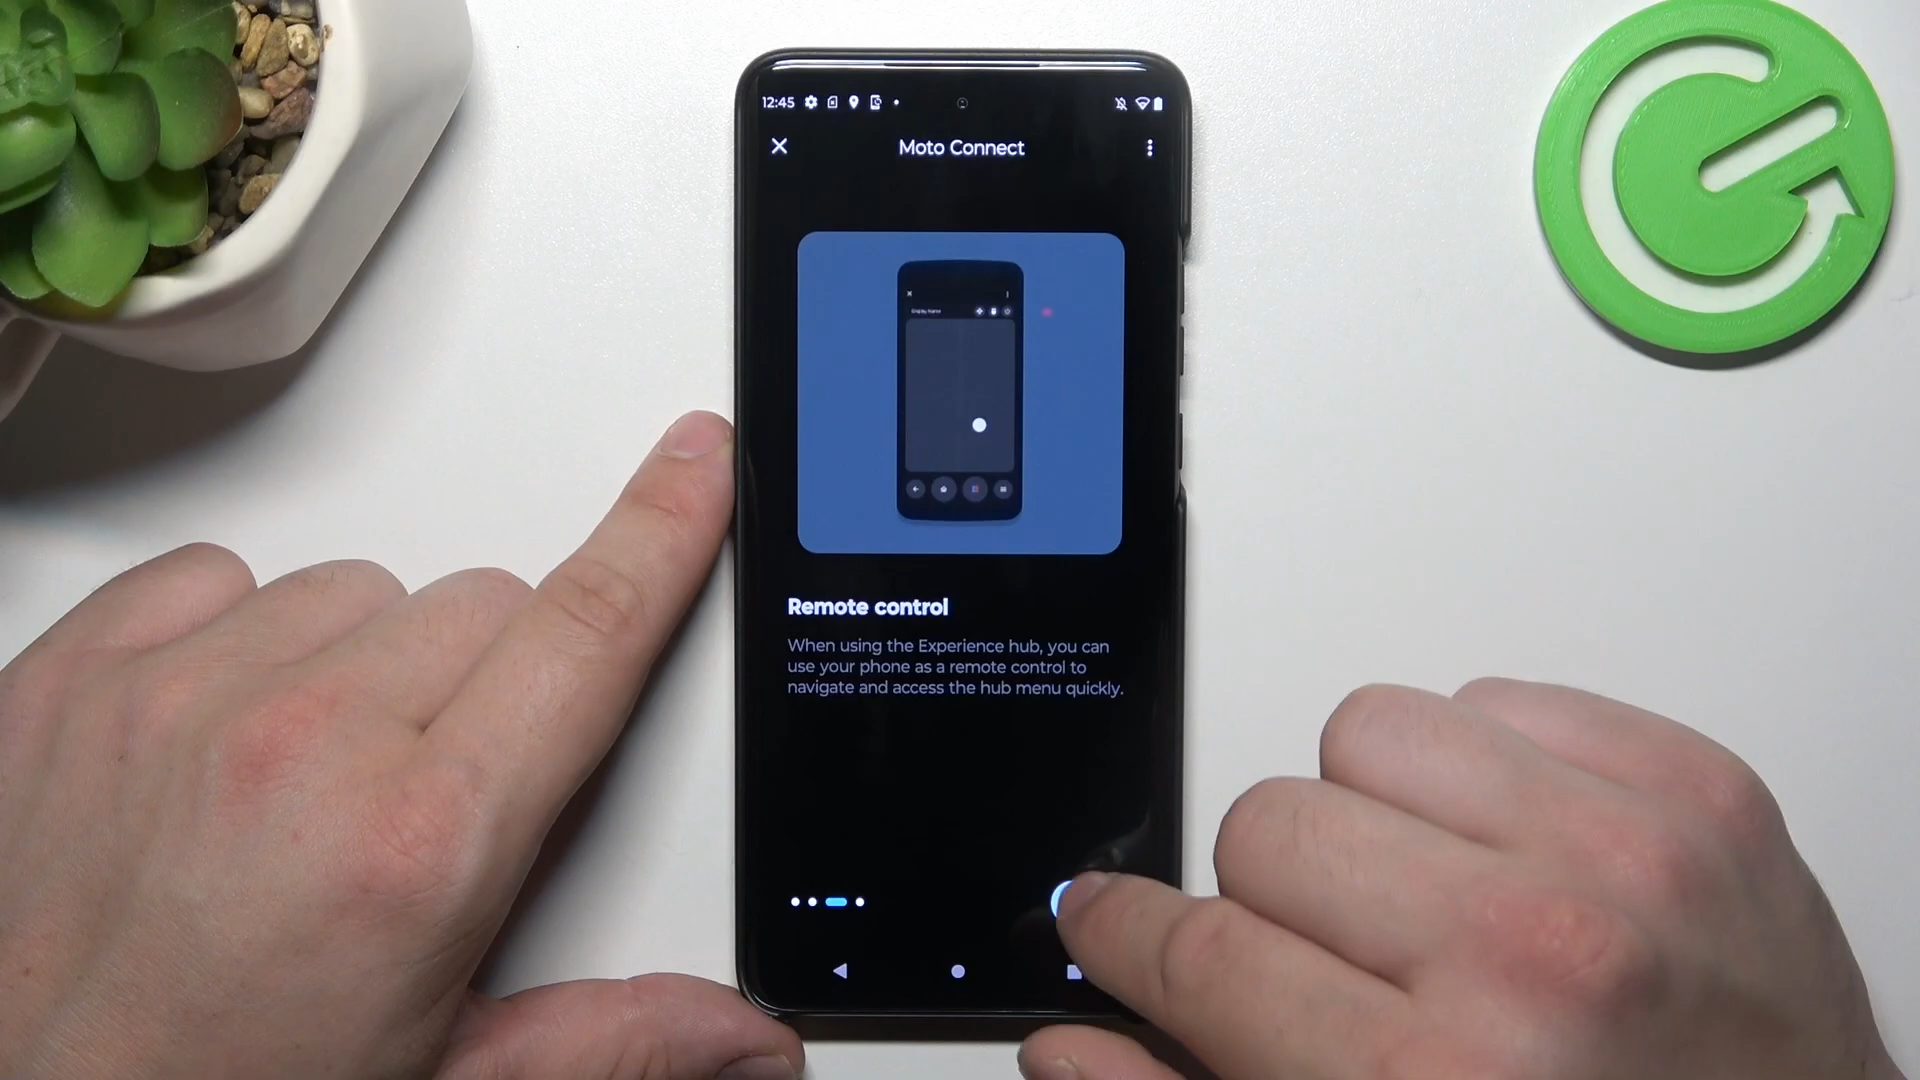 12:45
Moto Connect
Remote control
When using the Experience hub, you can
use your phone as a remote control to
navigate and access the hub menu quickly.